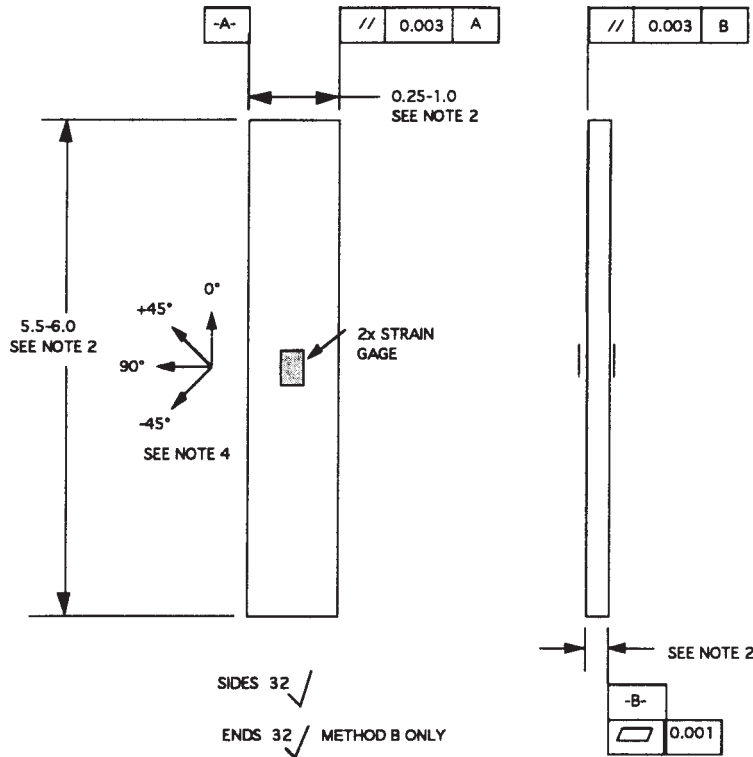 -A- // 0.003 A // 0.003 B
0.25-1.0
SEE NOTE 2
0°
+45°
5.5-6.0
SEE NOTE 2
90°
2x STRAIN
GAGE
-45°
SEE NOTE 4
SEE NOTE 2
SIDES 32
-B-
ENDS 32 METHOD B ONLY
0.001